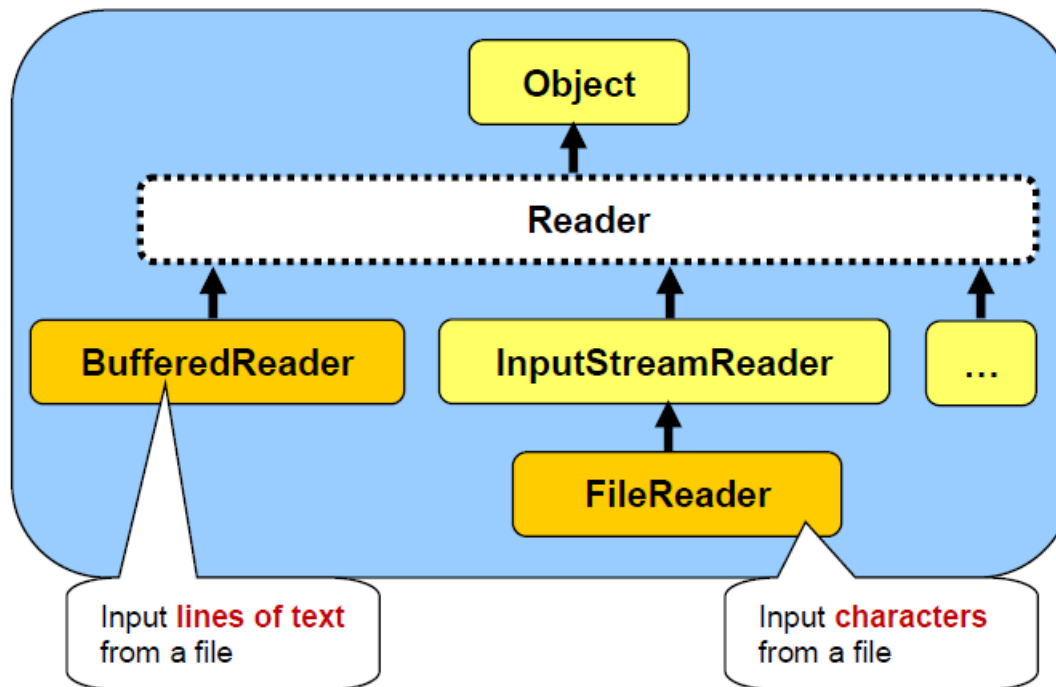 Object
Reader
BufferedReader
InputStreamReader
...
FileReader
Input lines of text
from a file
Input characters
from a file